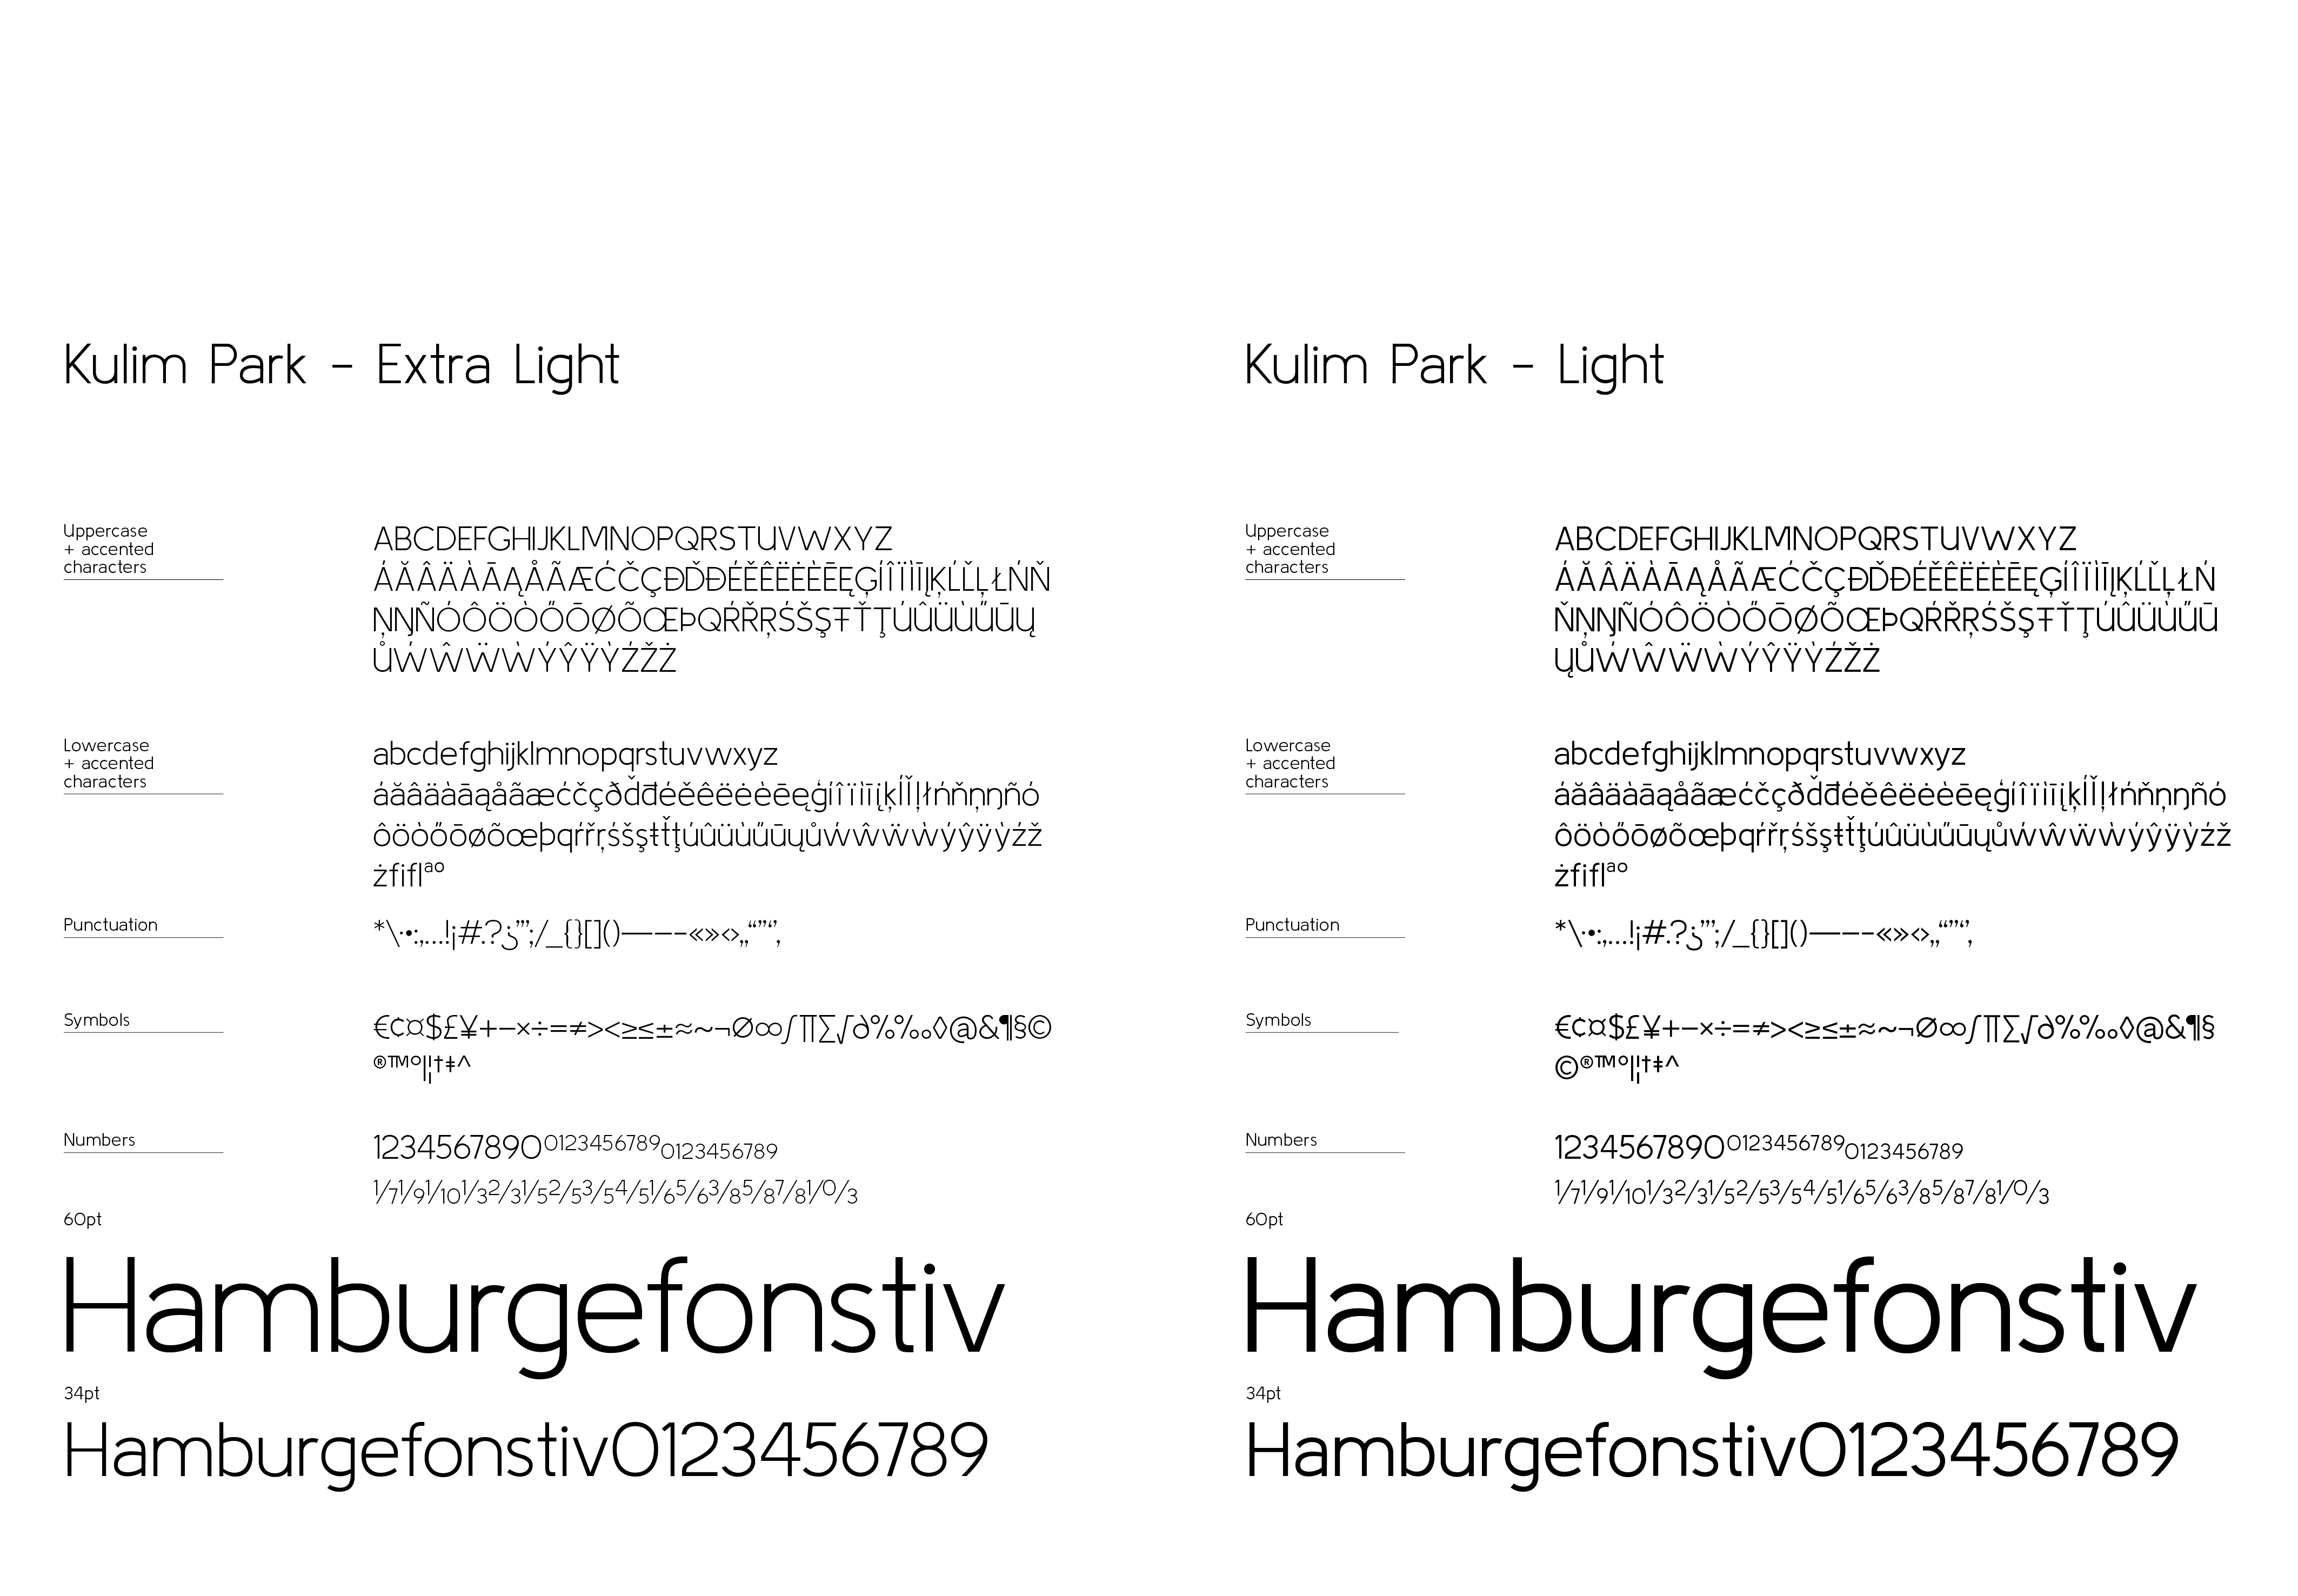 Kulim Park – Extra Light
Uppercase
+ accented
characters
ABCDEFGHIJKLMNOPQRSTUVWXYZ
ÁĂÂÄÀĀĄÅÃÆĆČÇĐĎĐÉĚÊËĖÈĒĘĢÍÎÏİÌĪĮĶĹĽĻŁŃŇ
ŅŊÑÓÔÖÒŐŌØÕŒÞQŔŘŖŚŠŞŦŤŢÚÛÜÙŰŪŲ
ŮẂŴẄẀÝŶŸỲŹŽŻ
Lowercase
+ accented
characters
abcdefghijklmnopqrstuvwxyz
áăâäàāąåãæćčçðďđéěêëėèēęģíîïìīįķĺľļłńňņŋñó
ôöòőōøõœþqŕřŗśšşŧťţúûüùűūųůẃŵẅẁýŷÿỳźž
żfiflªº
Punctuation
*\·•:,…!¡#.?¿"';/_{}[]()—–-«»‹›„“”‘’‚
Symbols
€¢¤$£¥+−×÷=≠><≥≤±≈~¬∅∞∫∏∑√∂%‰◊@&¶§©
®™°|¦†‡^
Numbers
1234567890⁰¹²³⁴⁵⁶⁷⁸⁹₀₁₂₃₄₅₆₇₈₉
⅐⅑⅒⅓⅔⅕⅖⅗⅘⅙⅚⅜⅝⅞⅟↉
60pt
Hamburgefonstiv
34pt
Hamburgefonstiv0123456789
Kulim Park – Light
Uppercase
+ accented
characters
ABCDEFGHIJKLMNOPQRSTUVWXYZ
ÁĂÂÄÀĀĄÅÃÆĆČÇĐĎĐÉĚÊËĖÈĒĘĢÍÎÏİÌĪĮĶĹĽĻŁŃ
ŇŅŊÑÓÔÖÒŐŌØÕŒÞQŔŘŖŚŠŞŦŤŢÚÛÜÙŰŪ
ŲŮẂŴẄẀÝŶŸỲŹŽŻ
Lowercase
+ accented
characters
abcdefghijklmnopqrstuvwxyz
áăâäàāąåãæćčçðďđéěêëėèēęģíîïìīįķĺľļłńňņŋñó
ôöòőōøõœþqŕřŗśšşŧťţúûüùűūųůẃŵẅẁýŷÿỳźž
żfiflªº
Punctuation
*\·•:,…!¡#.?¿"';/_{}[]()—–-«»‹›„“”‘’‚
Symbols
€¢¤$£¥+−×÷=≠><≥≤±≈~¬∅∞∫∏∑√∂%‰◊@&¶§
©®™°|¦†‡^
Numbers
1234567890⁰¹²³⁴⁵⁶⁷⁸⁹₀₁₂₃₄₅₆₇₈₉
⅐⅑⅒⅓⅔⅕⅖⅗⅘⅙⅚⅜⅝⅞⅟↉
60pt
Hamburgefonstiv
34pt
Hamburgefonstiv0123456789